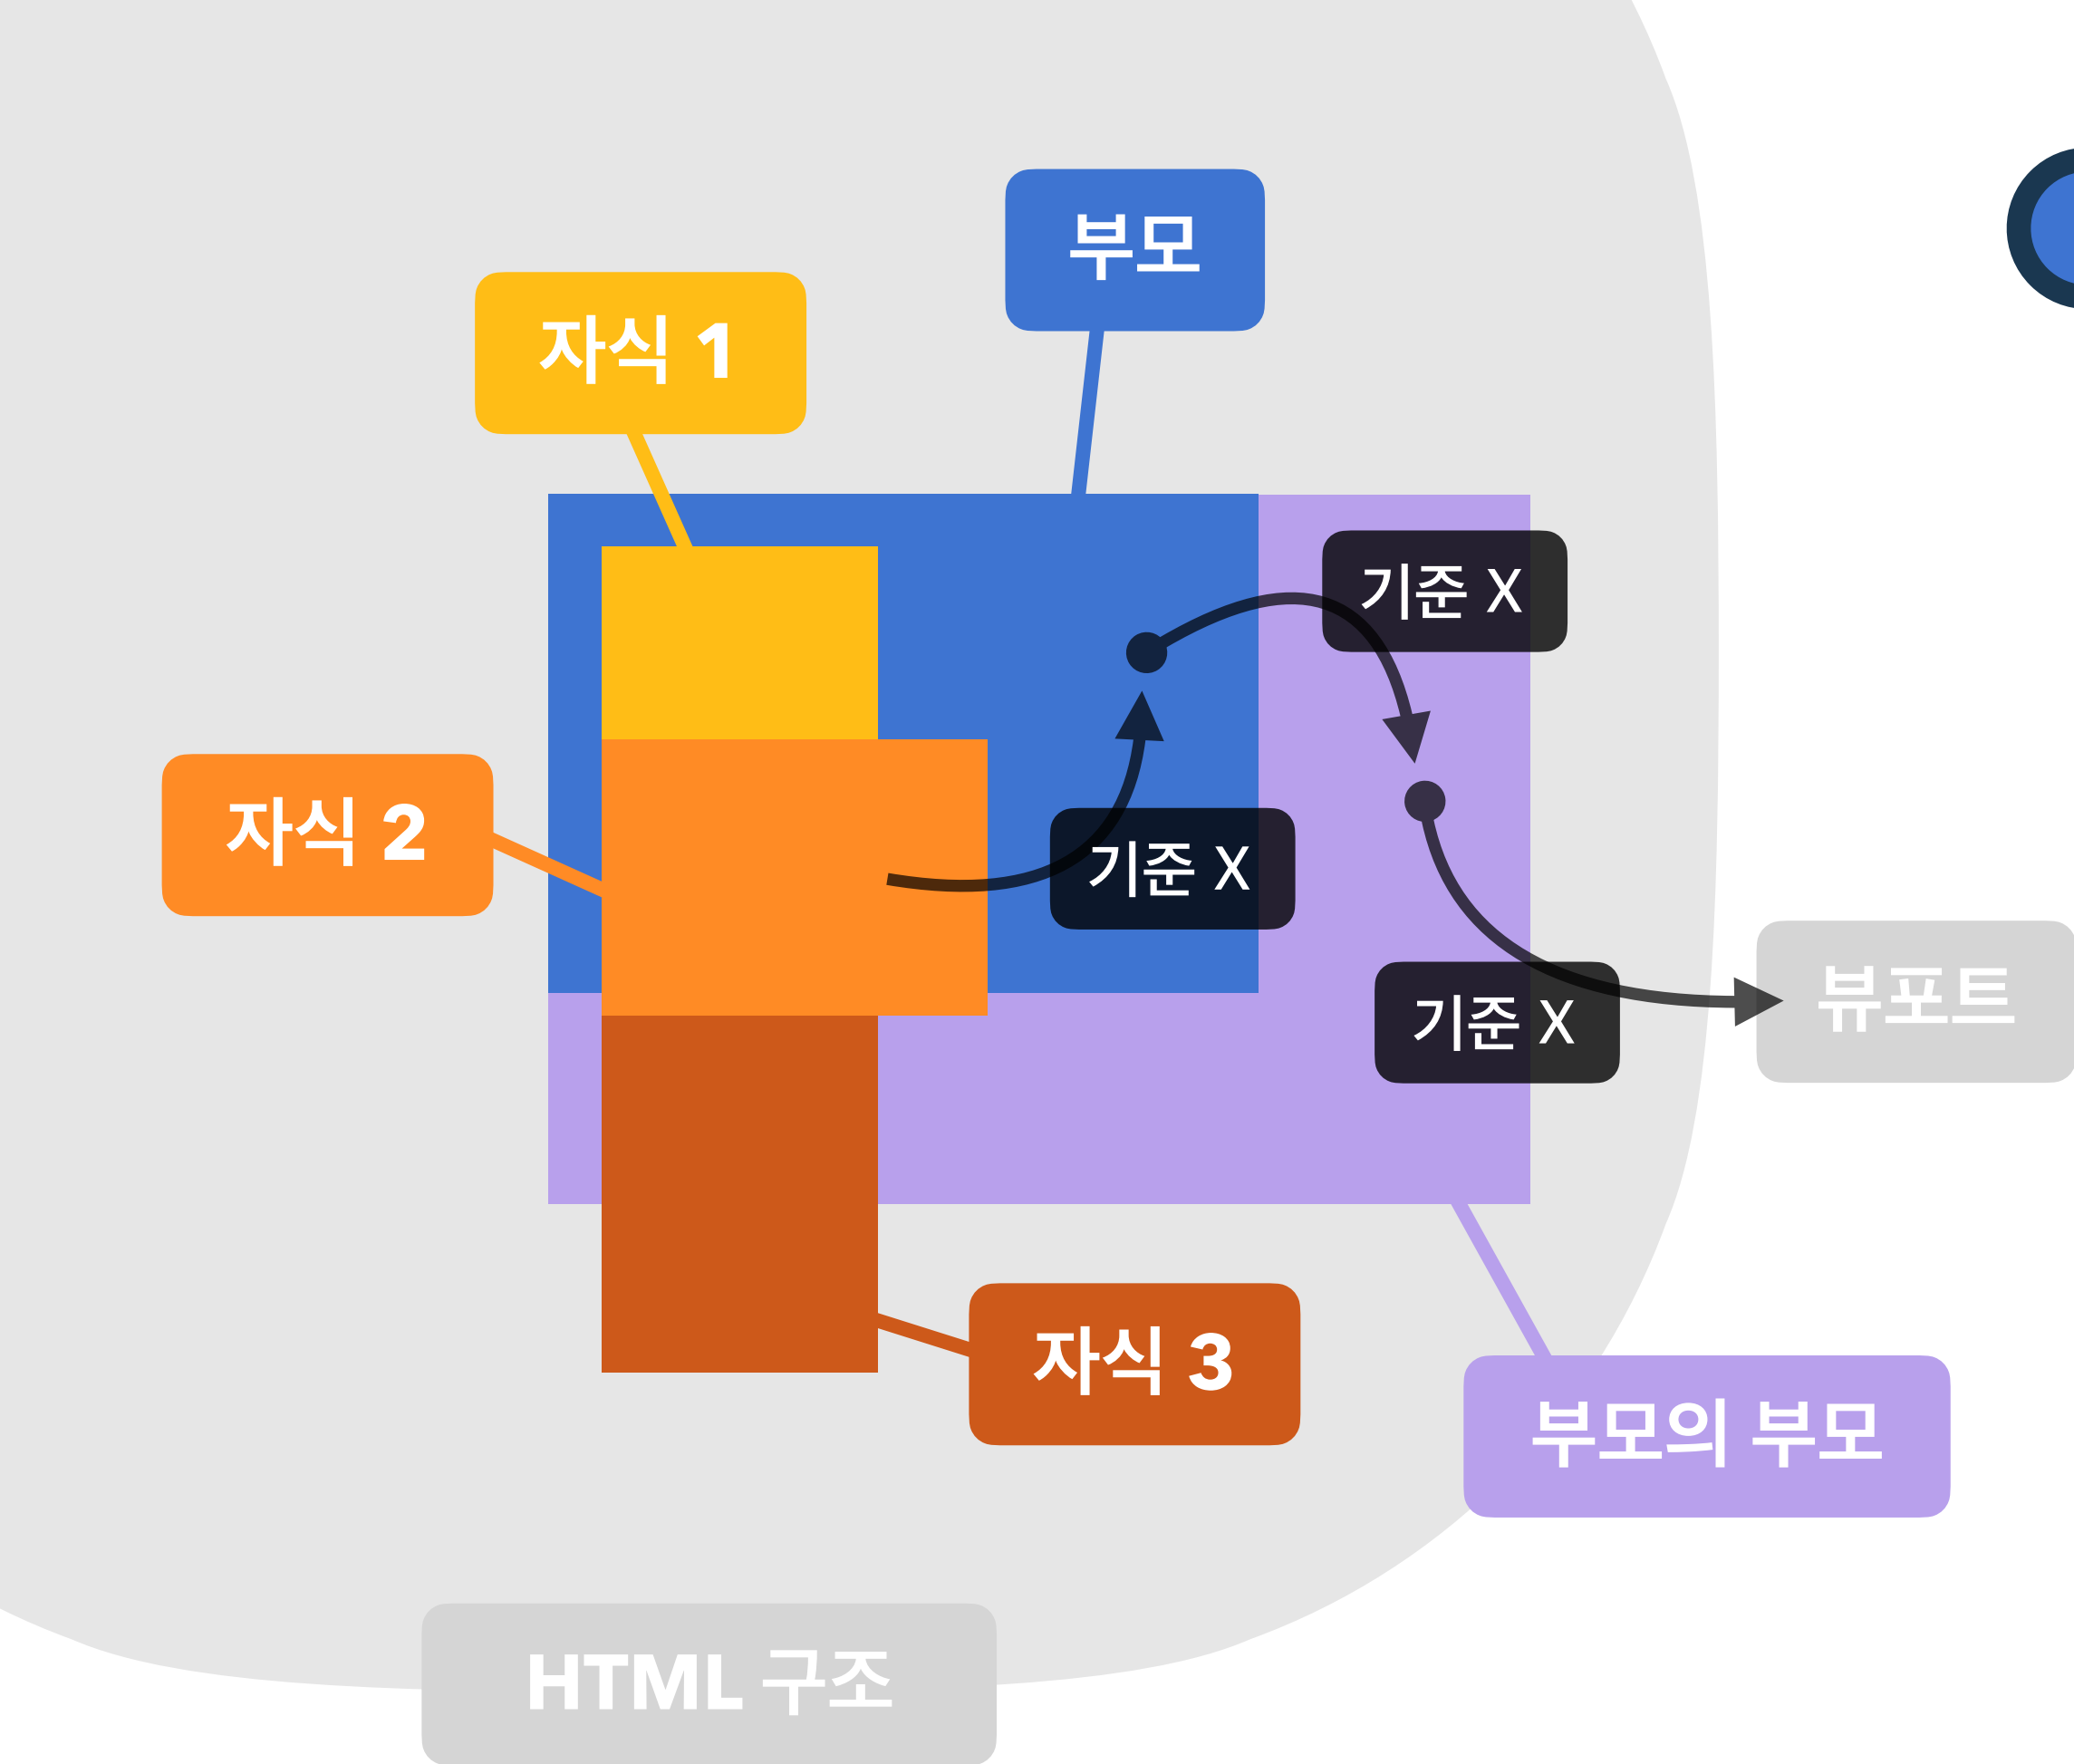 부모
자식 1
기준 X
자식 2
기준 X
뷰포트
기준 X
자식 3
부모의 부모
HTML 구조